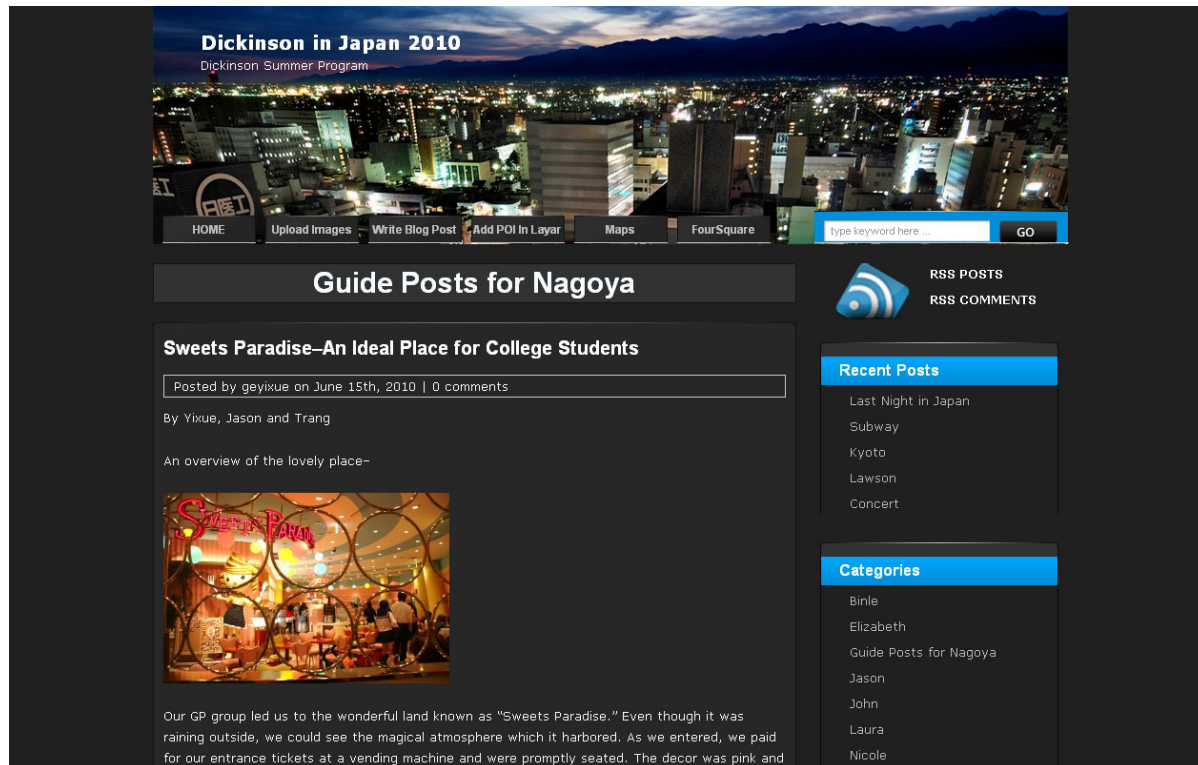 Dickinson in Japan 2010
Dickinson Summer Program
日医工
HOME
Upload Images
Write Blog Post
Add POI In Layar
Maps
FourSquare
type keyword here ...
GO
Guide Posts for Nagoya
RSS POSTS
RSS COMMENTS
Sweets Paradise–An Ideal Place for College Students
Posted by geyixue on June 15th, 2010 | 0 comments
By Yixue, Jason and Trang
An overview of the lovely place–
SWEETS
Our GP group led us to the wonderful land known as “Sweets Paradise.” Even though it was
raining outside, we could see the magical atmosphere which it harbored. As we entered, we paid
for our entrance tickets at a vending machine and were promptly seated. The decor was pink and
Recent Posts
Last Night in Japan
Subway
Kyoto
Lawson
Concert
Categories
Binle
Elizabeth
Guide Posts for Nagoya
Jason
John
Laura
Nicole